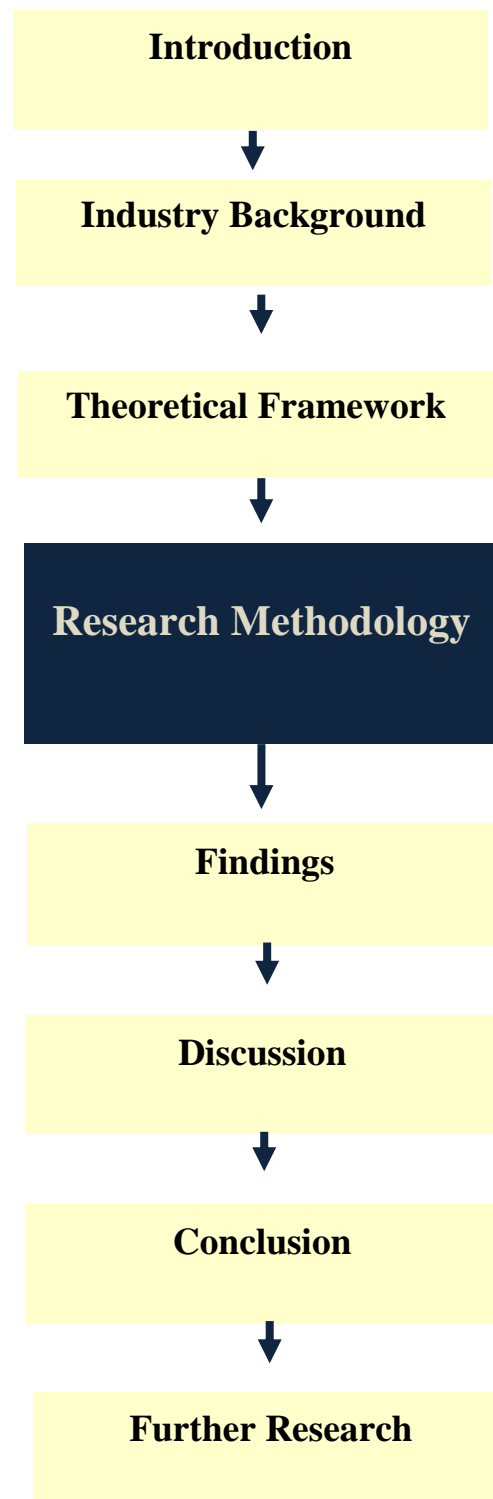 Introduction
Industry Background
Theoretical Framework
Research Methodology
Findings
Discussion
Conclusion
Further Research